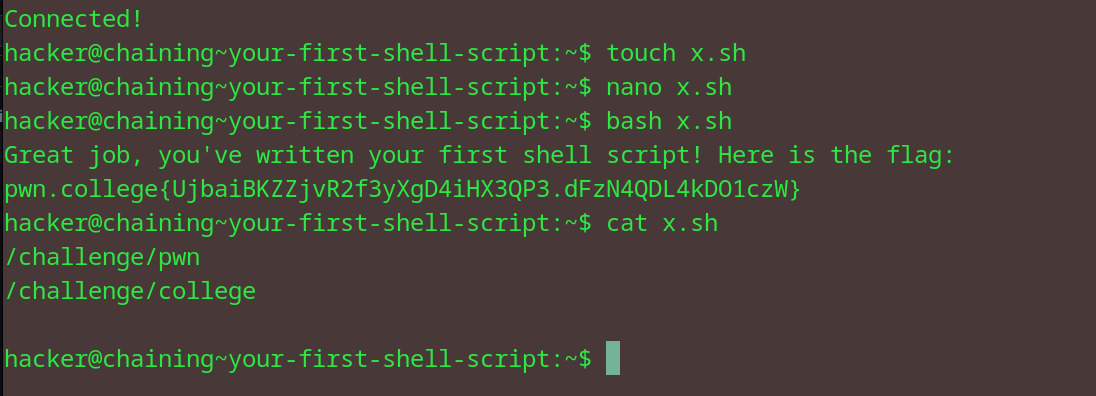 Connected!
hacker@chaining~your-first-shell-script:~$ touch x.sh
hacker@chaining~your-first-shell-script:~$ nano x.sh
hacker@chaining~your-first-shell-script:~$ bash x.sh
Great job, you've written your first shell script! Here is the flag:
pwn.college{UjbaiBKZZjvR2f3yXgD4iHX3QP3.dFzN4QDL4kDO1czW}
hacker@chaining~your-first-shell-script:~$ cat x.sh
/challenge/pwn
/challenge/college
hacker@chaining~your-first-shell-script:~$